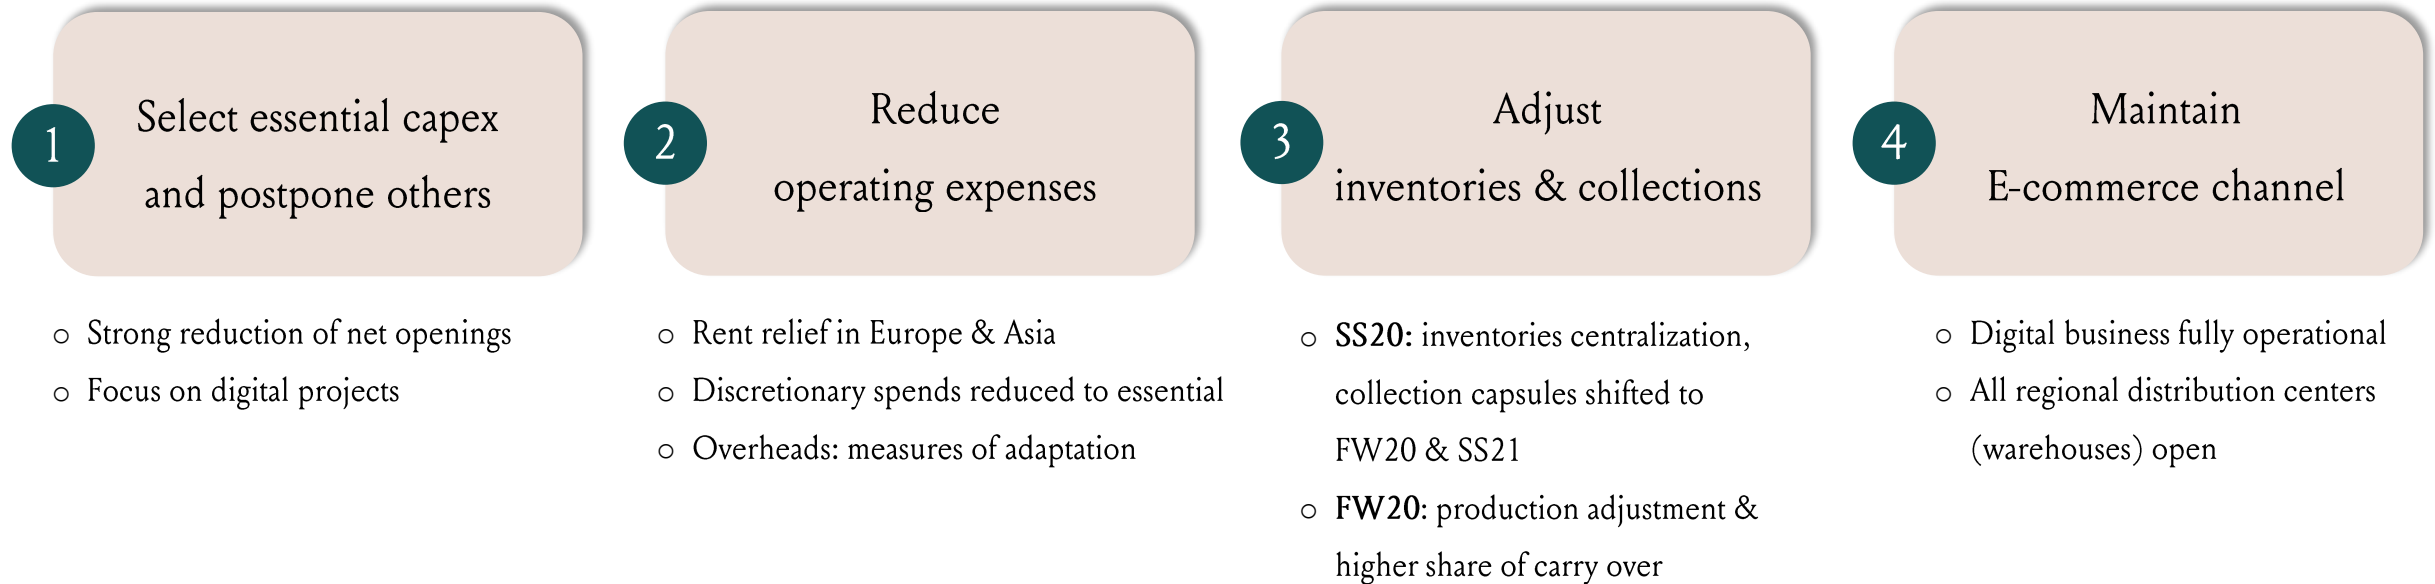 1
Select essential capex
and postpone others
○ Strong reduction of net openings
○ Focus on digital projects
2
Reduce
operating expenses
○ Rent relief in Europe & Asia
○ Discretionary spends reduced to essential
○ Overheads: measures of adaptation
3
Adjust
inventories & collections
○ SS20: inventories centralization,
collection capsules shifted to
FW20 & SS21
○ FW20: production adjustment &
higher share of carry over
4
Maintain
E-commerce channel
○ Digital business fully operational
○ All regional distribution centers
(warehouses) open